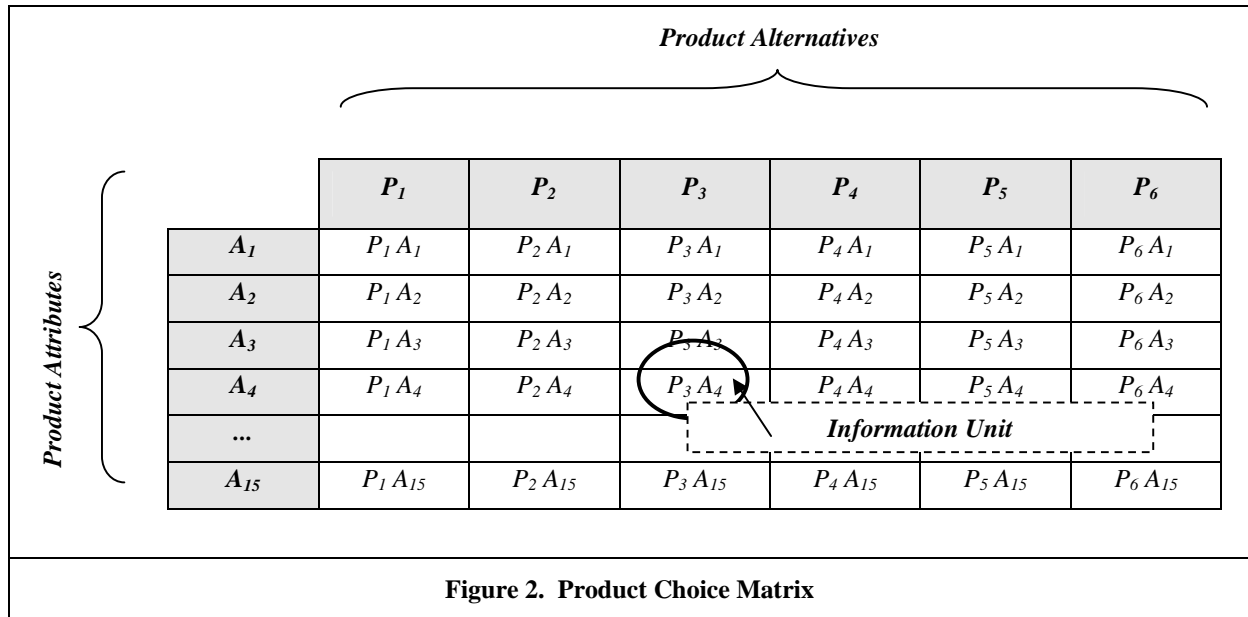 Product Alternatives
Product Attributes
P1 P2 P3 P4 P5 P6
A1 P1 A1 P2 A1 P3 A1 P4 A1 P5 A1 P6 A1
A2 P1 A2 P2 A2 P3 A2 P4 A2 P5 A2 P6 A2
A3 P1 A3 P2 A3 P3 A3 P4 A3 P5 A3 P6 A3
A4 P1 A4 P2 A4 P3 A4 P4 A4 P5 A4 P6 A4
... Information Unit
A15 P1 A15 P2 A15 P3 A15 P4 A15 P5 A15 P6 A15
Figure 2. Product Choice Matrix